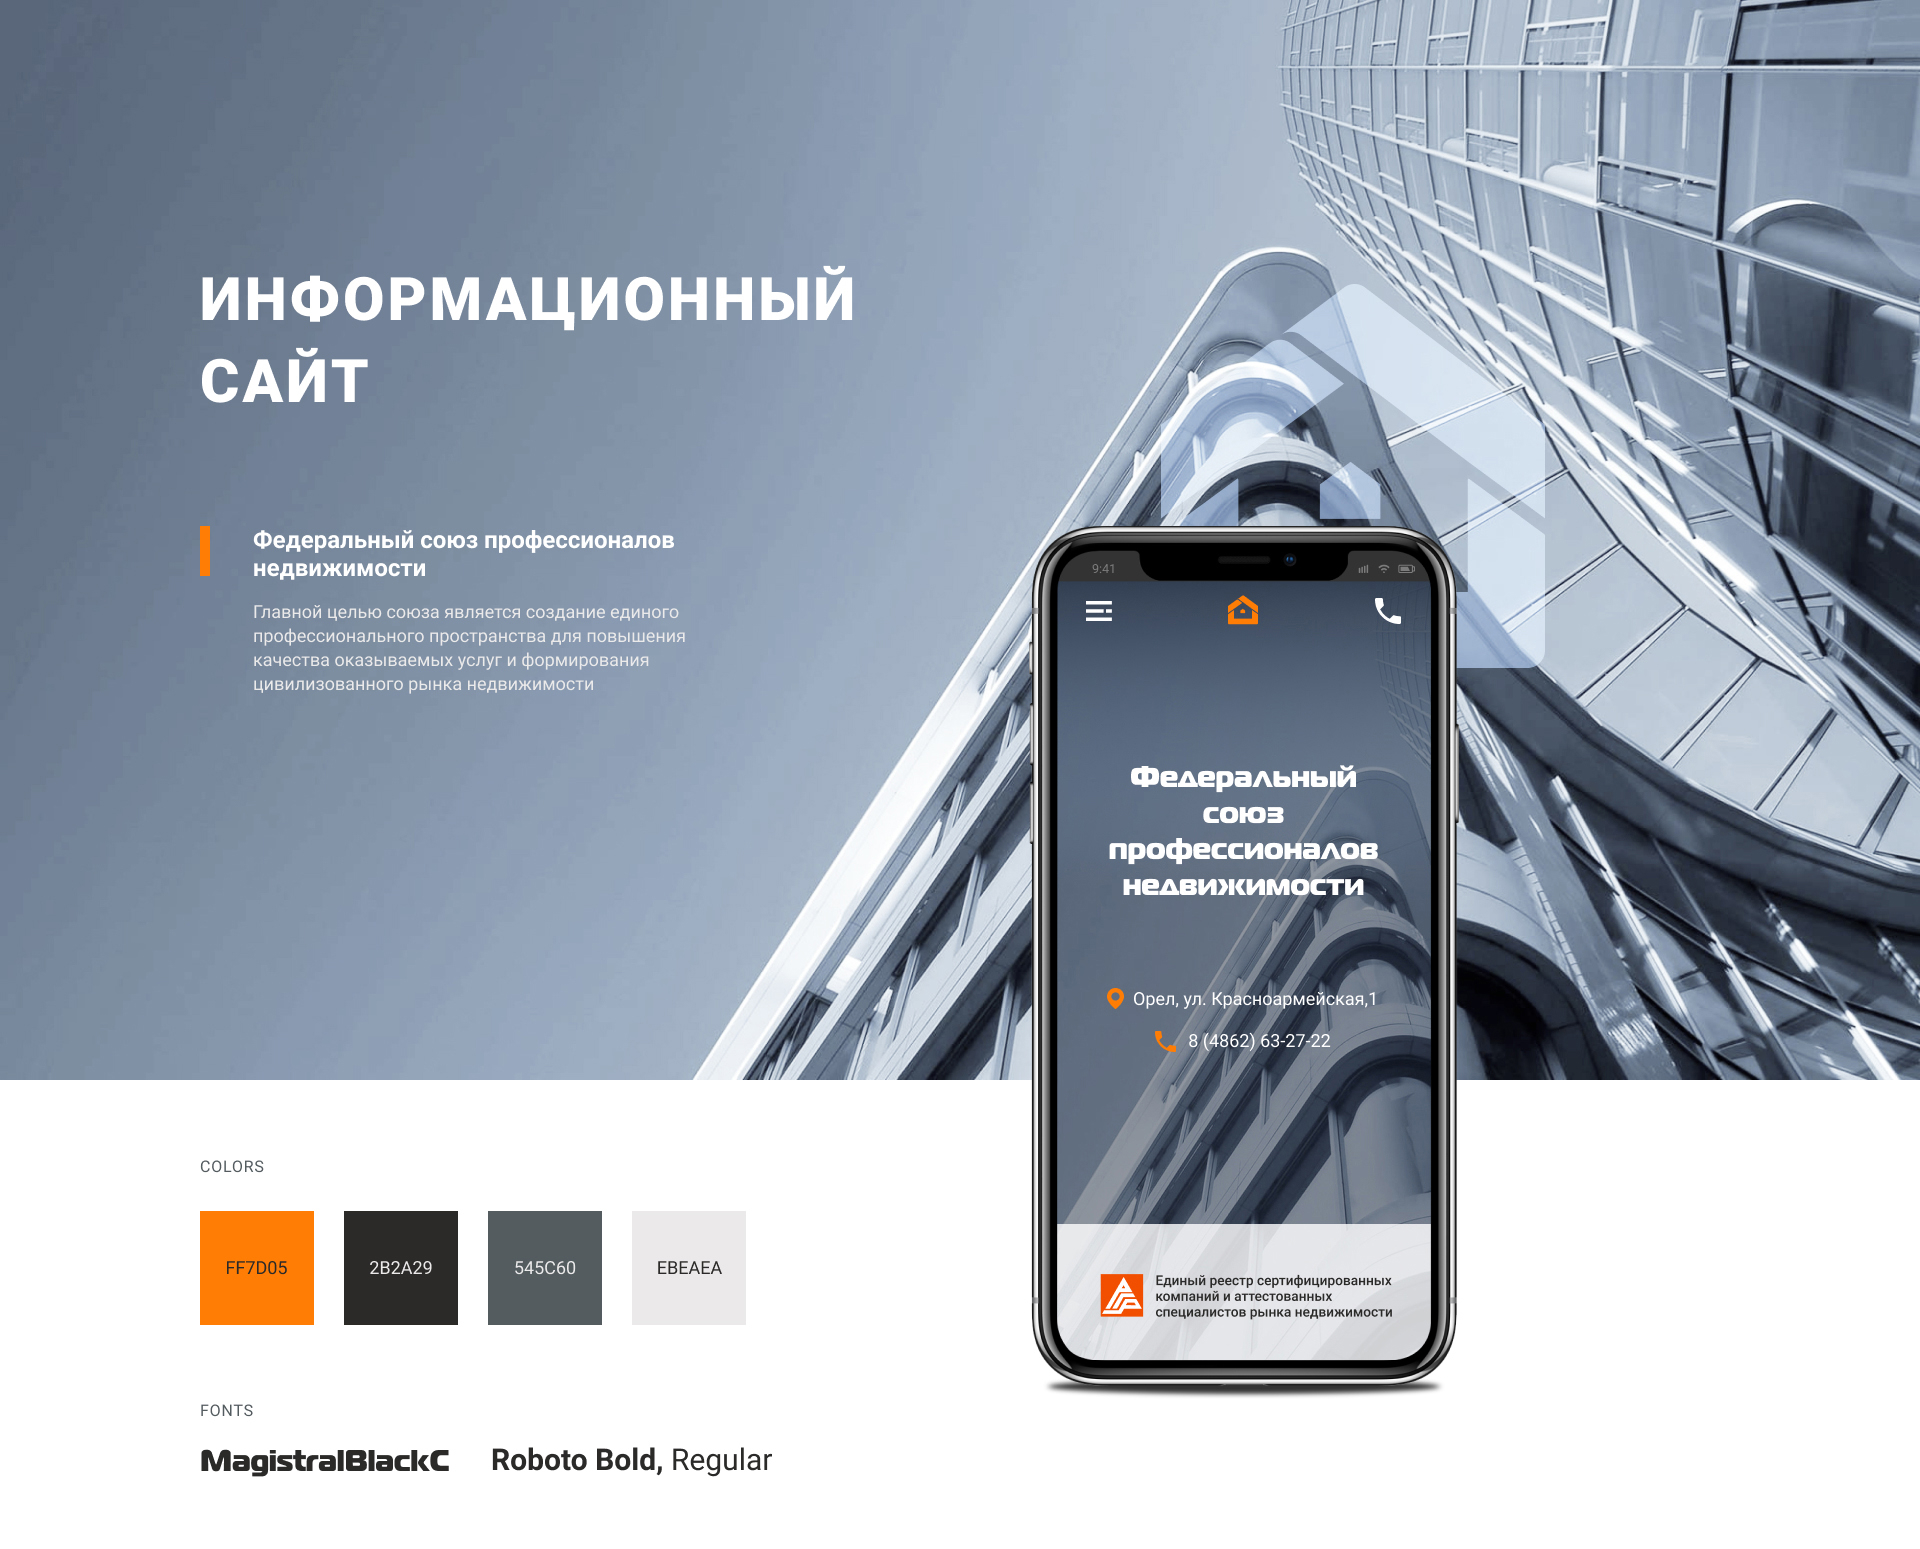 ИНФОРМАЦИОННЫЙ
САЙТ
Федеральный союз профессионалов
недвижимости
Главной целью союза является создание единого
профессионального пространства для повышения
качества оказываемых услуг и формирования
цивилизованного рынка недвижимости
9:41
Федеральный
союз
профессионалов
недвижимости
Орел, ул. Красноармейская,1
8 (4862) 63-27-22
Единый реестр сертифицированных
компаний и аттестованных
специалистов рынка недвижимости
COLORS
FF7D05
2B2A29
545C60
EBEAEA
FONTS
MagistralBlackC
Roboto Bold, Regular